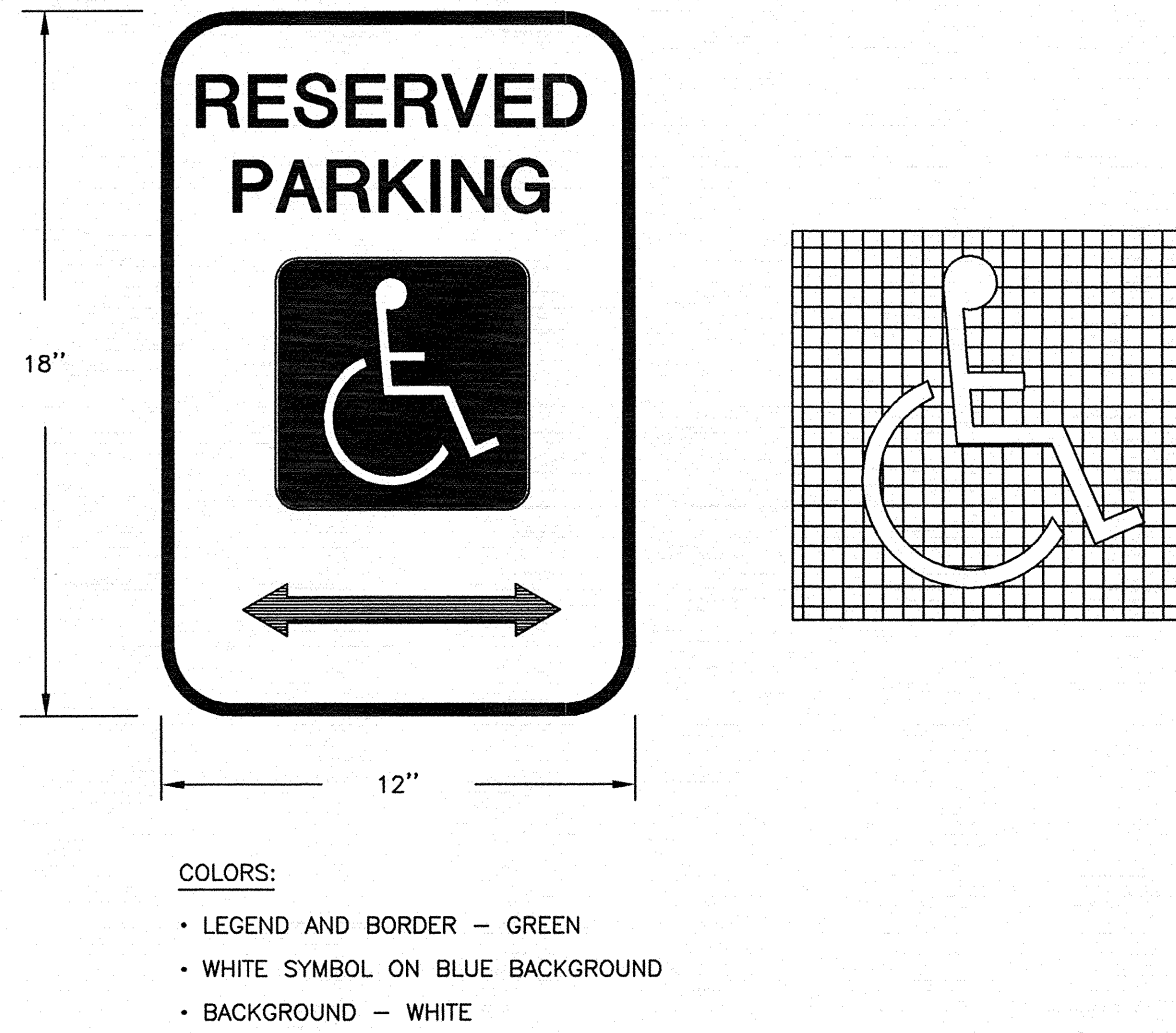 RESERVED
PARKING
18''
12''
COLORS:
• LEGEND AND BORDER – GREEN
• WHITE SYMBOL ON BLUE BACKGROUND
• BACKGROUND – WHITE